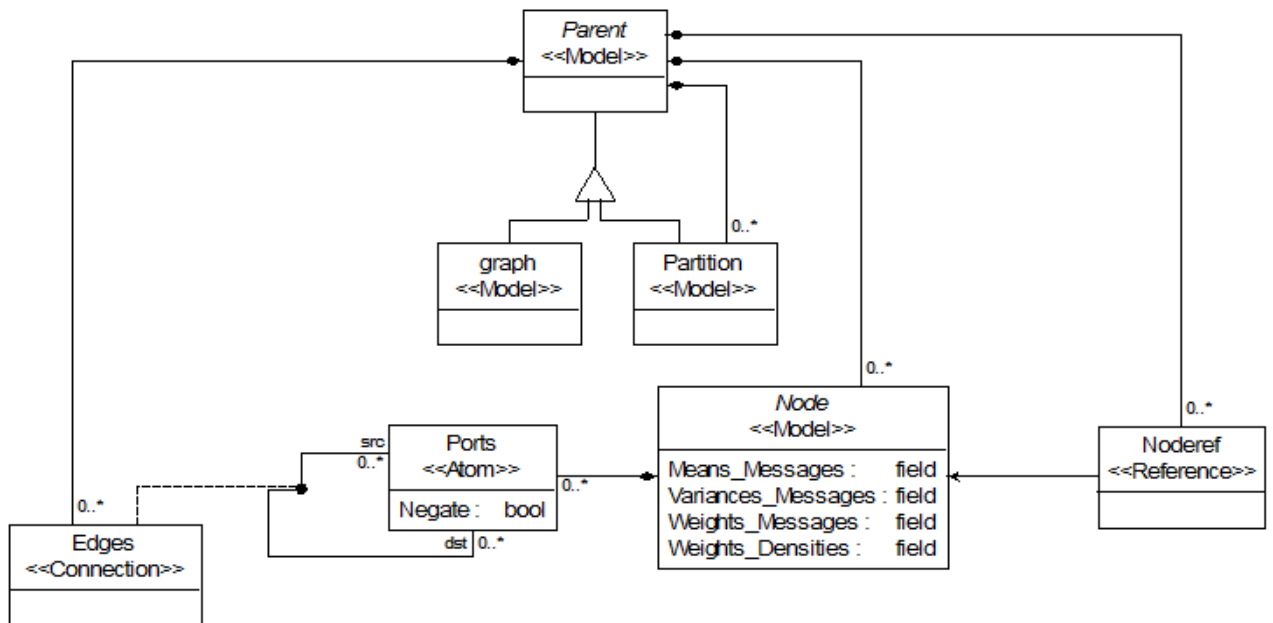 Parent
<<Model>>
0..*
graph
<<Model>>
Partition
<<Model>>
0..*
Node
<<Model>>
Means_Messages : field
Variances_Messages : field
Weights_Messages : field
Weights_Densities : field
0..*
Noderef
<<Reference>>
src
0..*
Ports
<<Atom>>
Negate : bool
0..*
dst 0..*
0..*
Edges
<<Connection>>